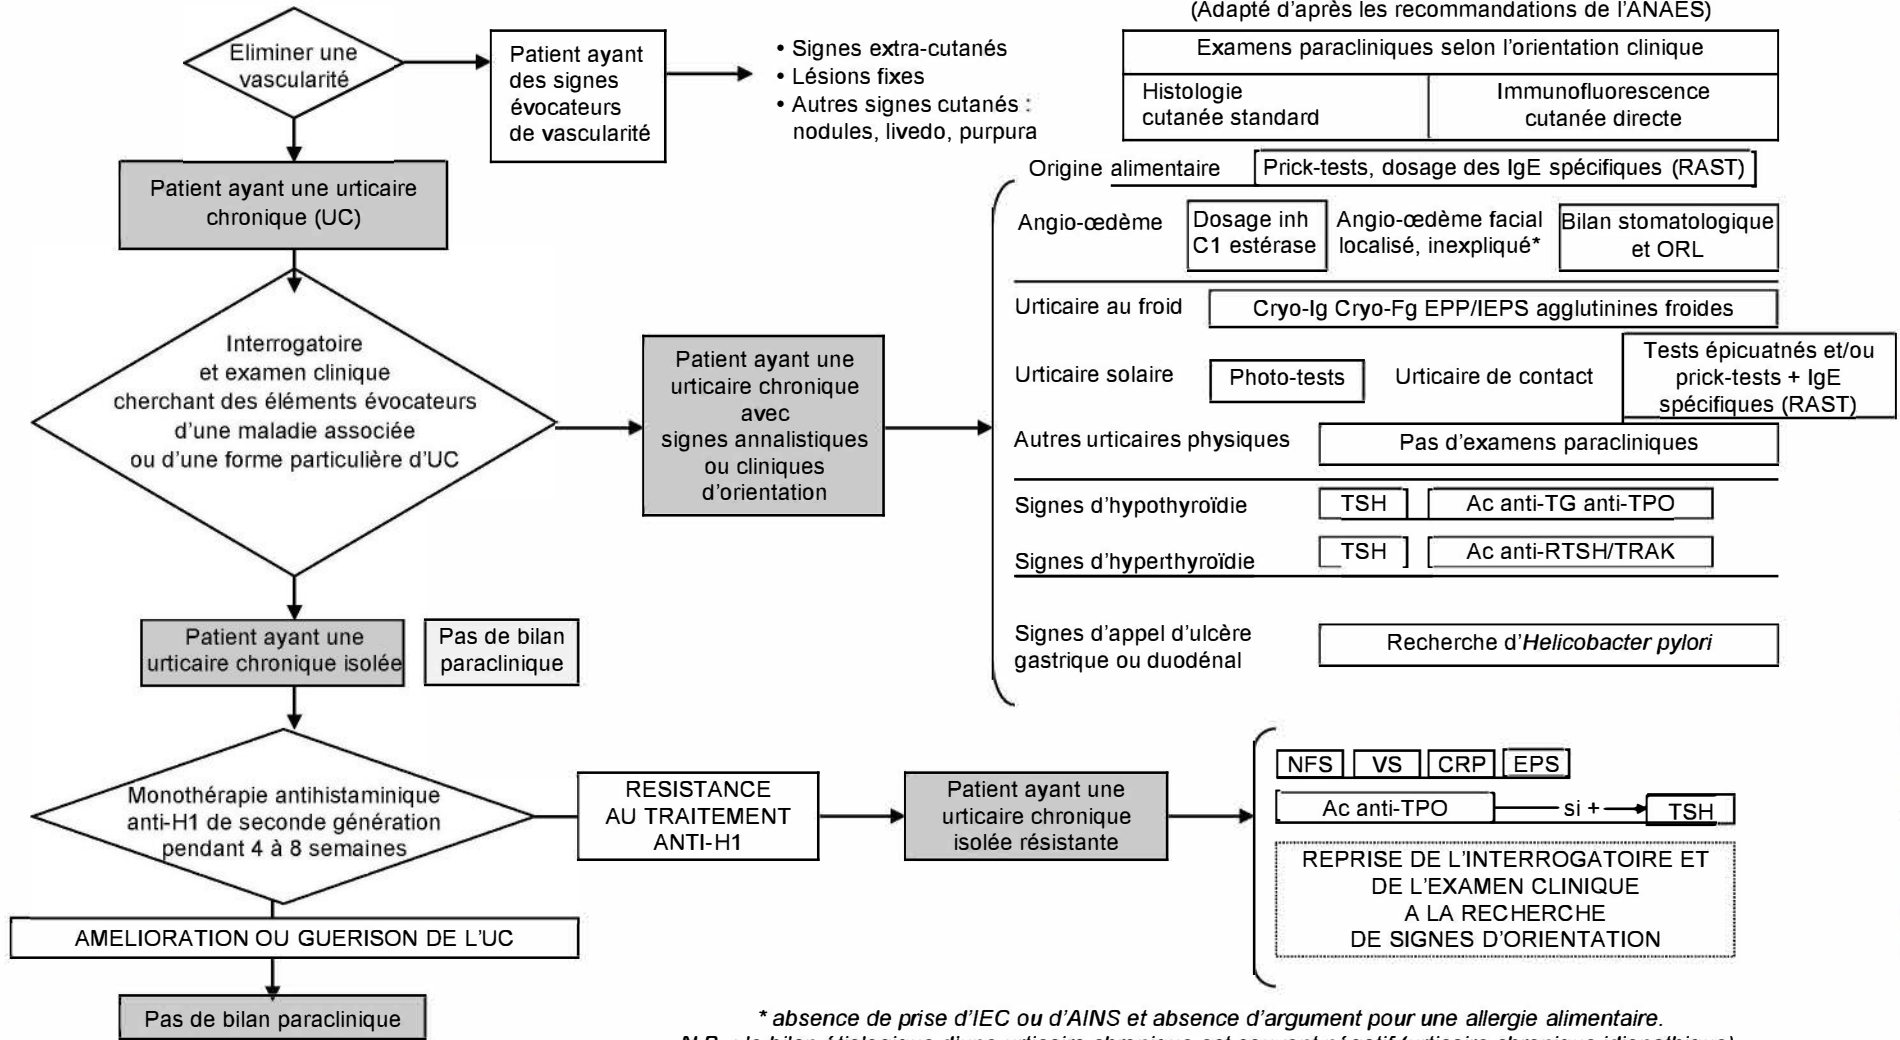 (Adapté d'après les recommandations de l'ANAES)
Eliminer une
vascularité
Patient ayant
des signes
évocateurs
de vascularité
• Signes extra-cutanés
• Lésions fixes
• Autres signes cutanés :
nodules, livedo, purpura
Examens paracliniques selon l'orientation clinique
Histologie
cutanée standard
Immunofluorescence
cutanée directe
Patient ayant une urticaire
chronique (UC)
Interrogatoire
et examen clinique
cherchant des éléments évocateurs
d'une maladie associée
ou d'une forme particulière d'UC
Patient ayant une
urticaire chronique
avec
signes annalistiques
ou cliniques
d'orientation
Origine alimentaire
Prick-tests, dosage des IgE spécifiques (RAST)
Angio-œdème
Dosage inh
C1 estérase
Angio-œdème facial
localisé, inexpliqué*
Bilan stomatologique
et ORL
Urticaire au froid
Cryo-Ig Cryo-Fg EPP/IEPS agglutinines froides
Urticaire solaire
Photo-tests
Urticaire de contact
Tests épicuatnés et/ou
prick-tests + IgE
spécifiques (RAST)
Autres urticaires physiques
Pas d'examens paracliniques
Signes d'hypothyroïdie
TSH
Ac anti-TG anti-TPO
Signes d'hyperthyroïdie
TSH
Ac anti-RTSH/TRAK
Signes d'appel d'ulcère
gastrique ou duodénal
Recherche d'Helicobacter pylori
Patient ayant une
urticaire chronique isolée
Pas de bilan
paraclinique
Monothérapie antihistaminique
anti-H1 de seconde génération
pendant 4 à 8 semaines
RESISTANCE
AU TRAITEMENT
ANTI-H1
Patient ayant une
urticaire chronique
isolée résistante
NFS VS CRP EPS
Ac anti-TPO si + TSH
REPRISE DE L'INTERROGATOIRE ET
DE L'EXAMEN CLINIQUE
A LA RECHERCHE
DE SIGNES D'ORIENTATION
AMELIORATION OU GUERISON DE L'UC
Pas de bilan paraclinique
* absence de prise d'IEC ou d'AINS et absence d'argument pour une allergie alimentaire.
N.B. : le bilan étiologique d'une urticaire chronique est souvent négatif (urticaire chronique idiopathique)